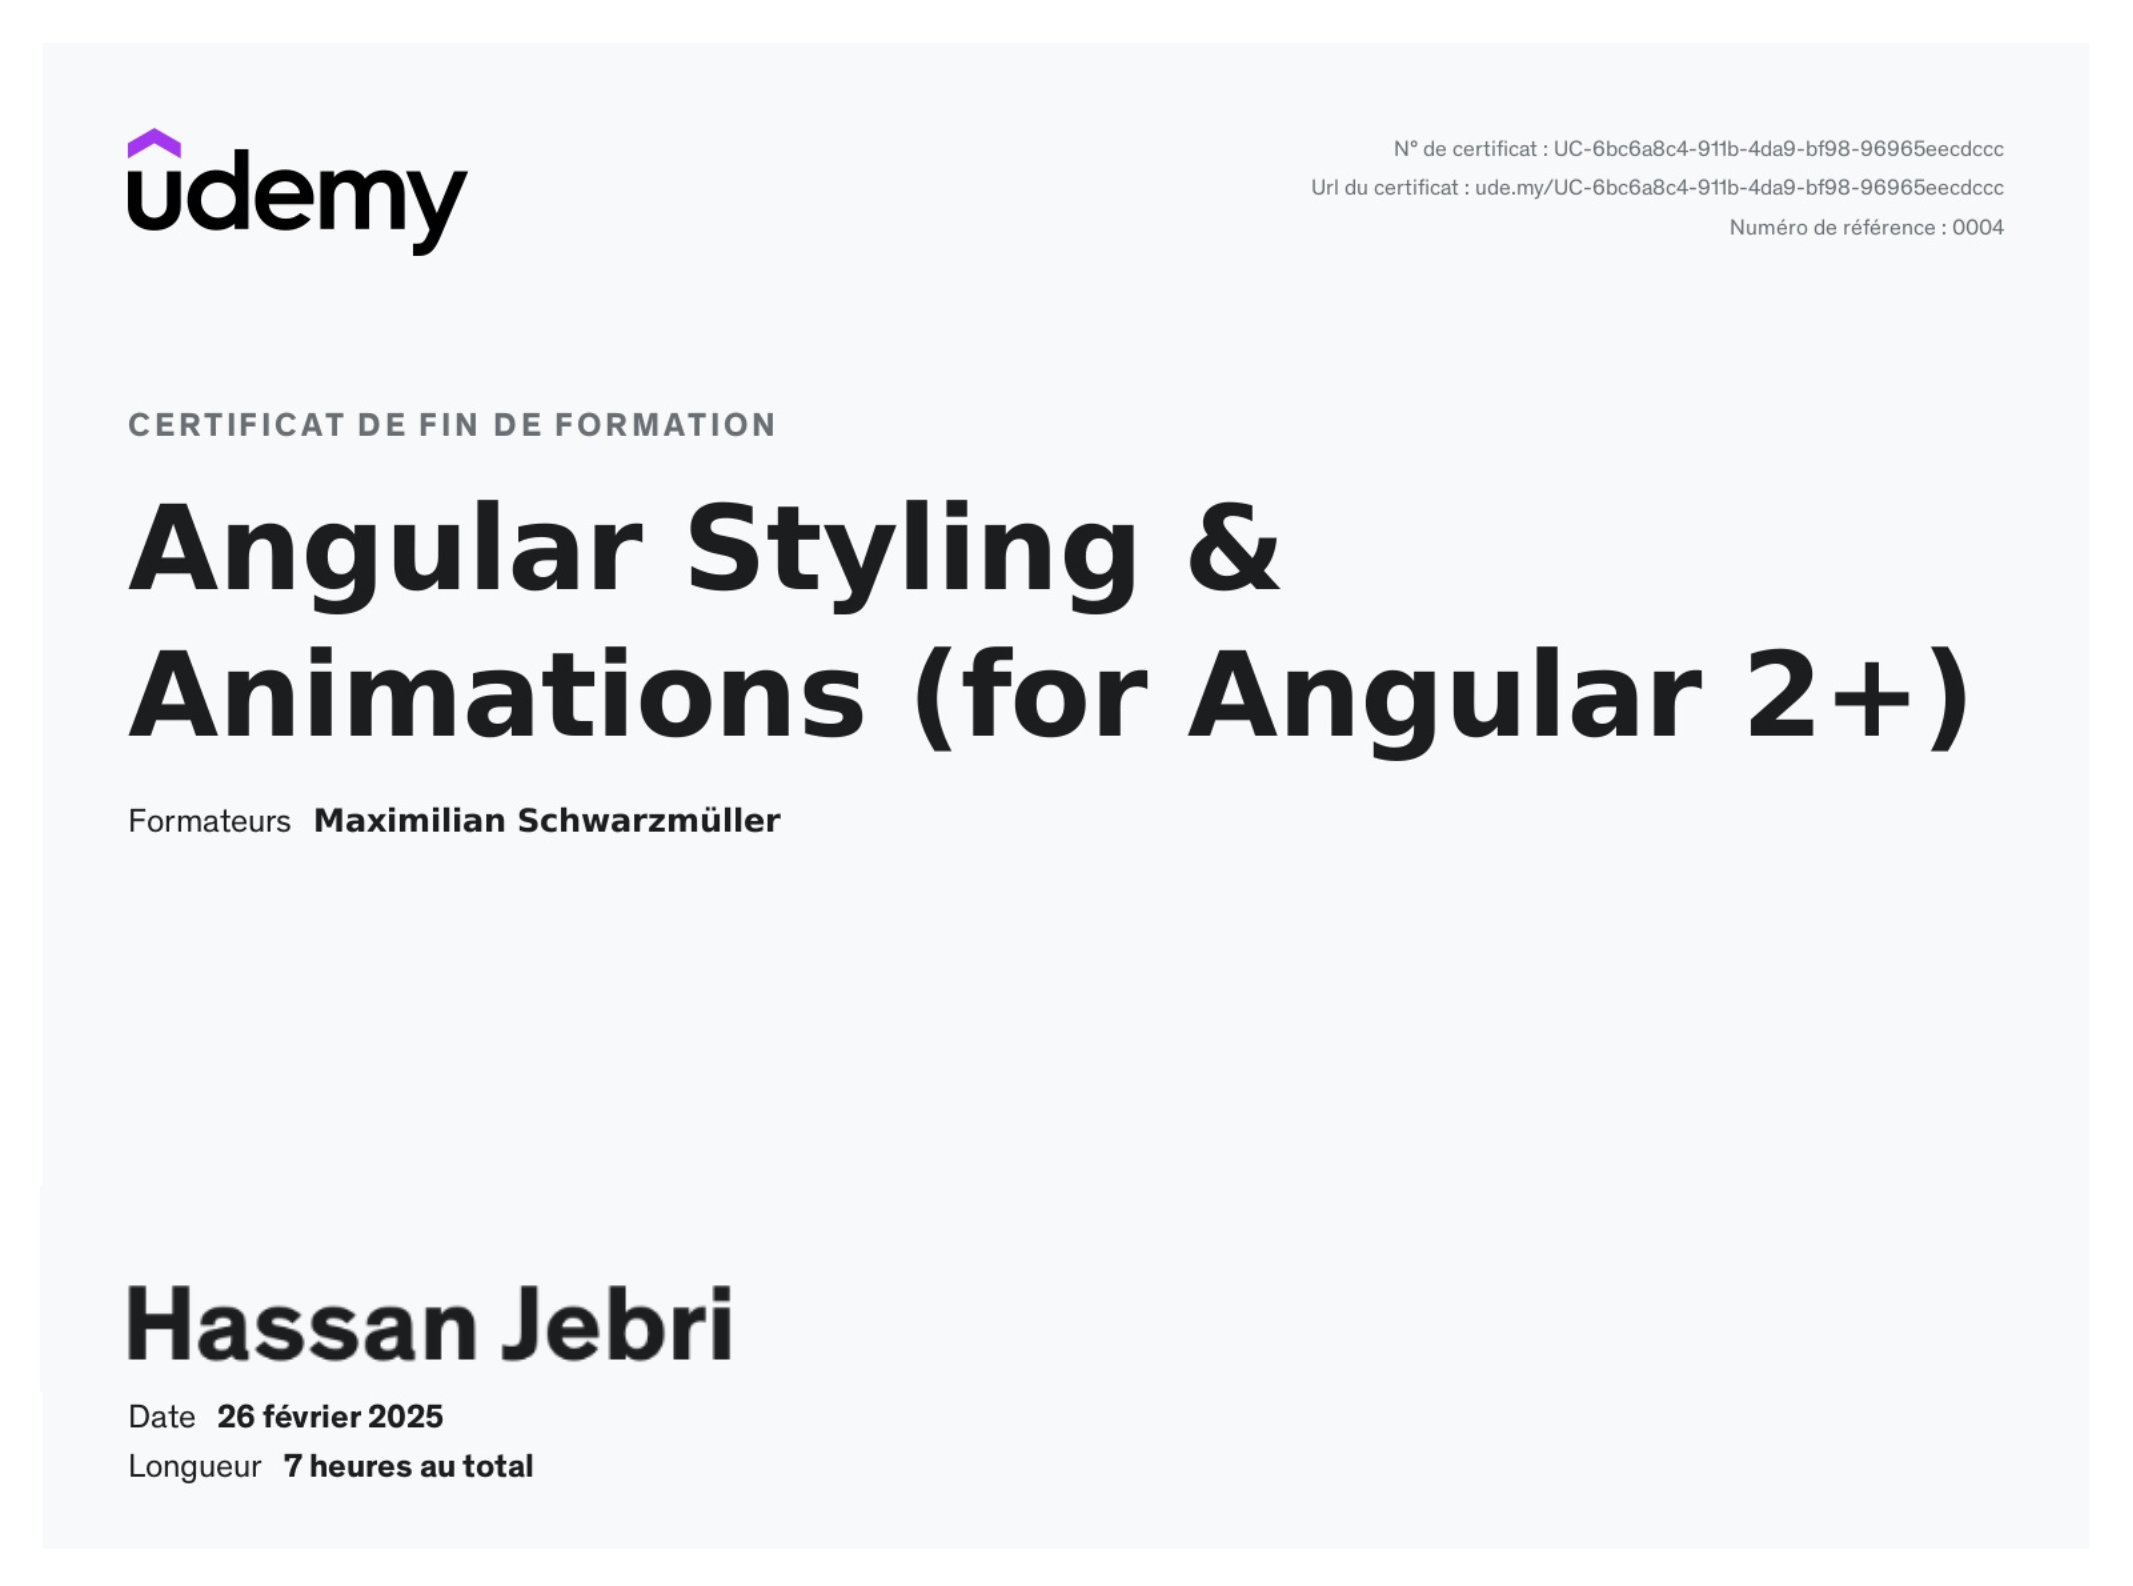 udemy
N° de certificat : UC-6bc6a8c4-911b-4da9-bf98-96965eecdccc
Url du certificat : ude.my/UC-6bc6a8c4-911b-4da9-bf98-96965eecdccc
Numéro de référence : 0004
CERTIFICAT DE FIN DE FORMATION
Angular Styling &
Animations (for Angular 2+)
Formateurs Maximilian Schwarzmüller
Hassan Jebri
Date 26 février 2025
Longueur 7 heures au total